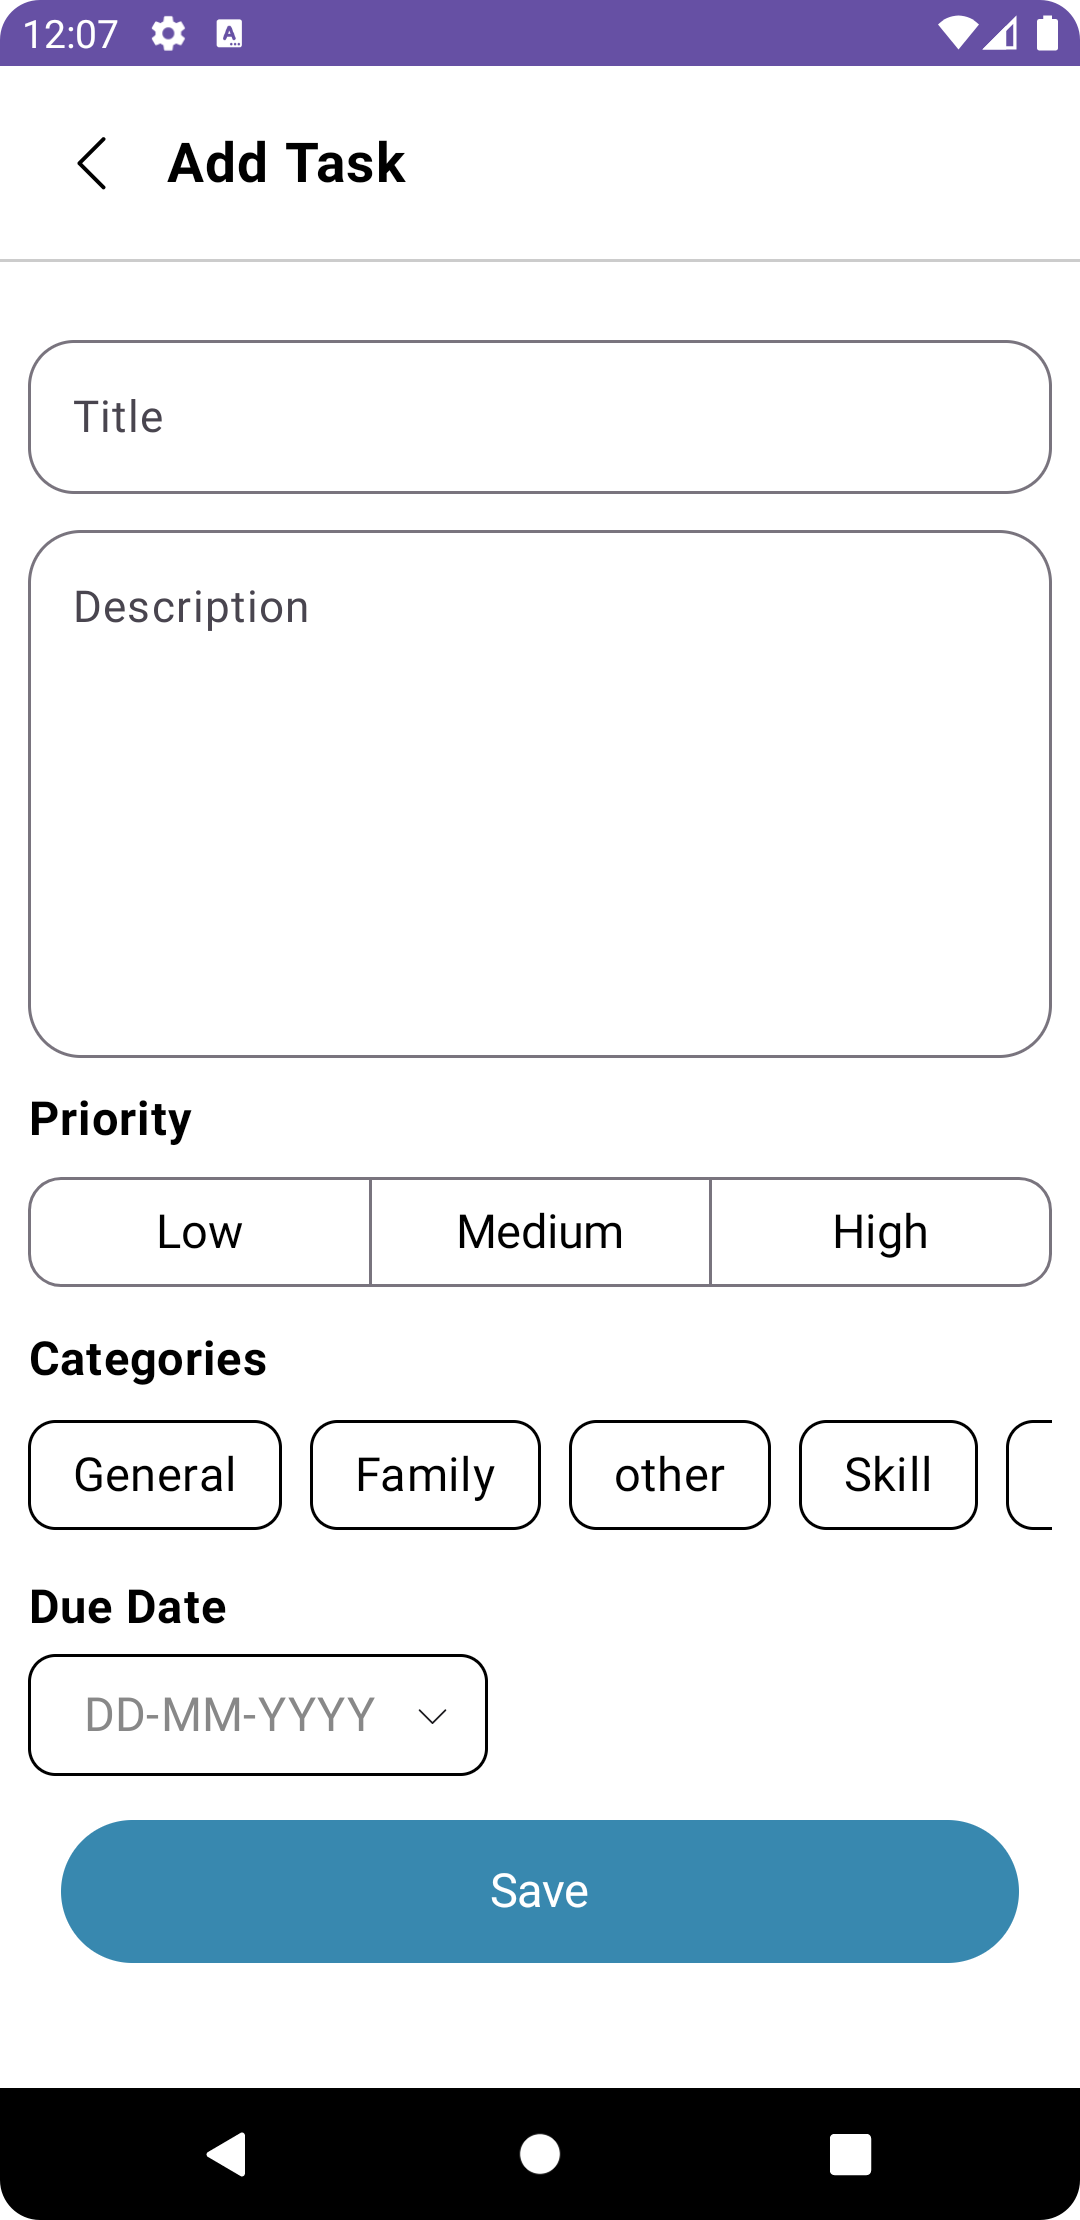 12:07
Add Task
Title
Description
Priority
Low Medium High
Categories
General Family other Skill
Due Date
DD-MM-YYYY
Save